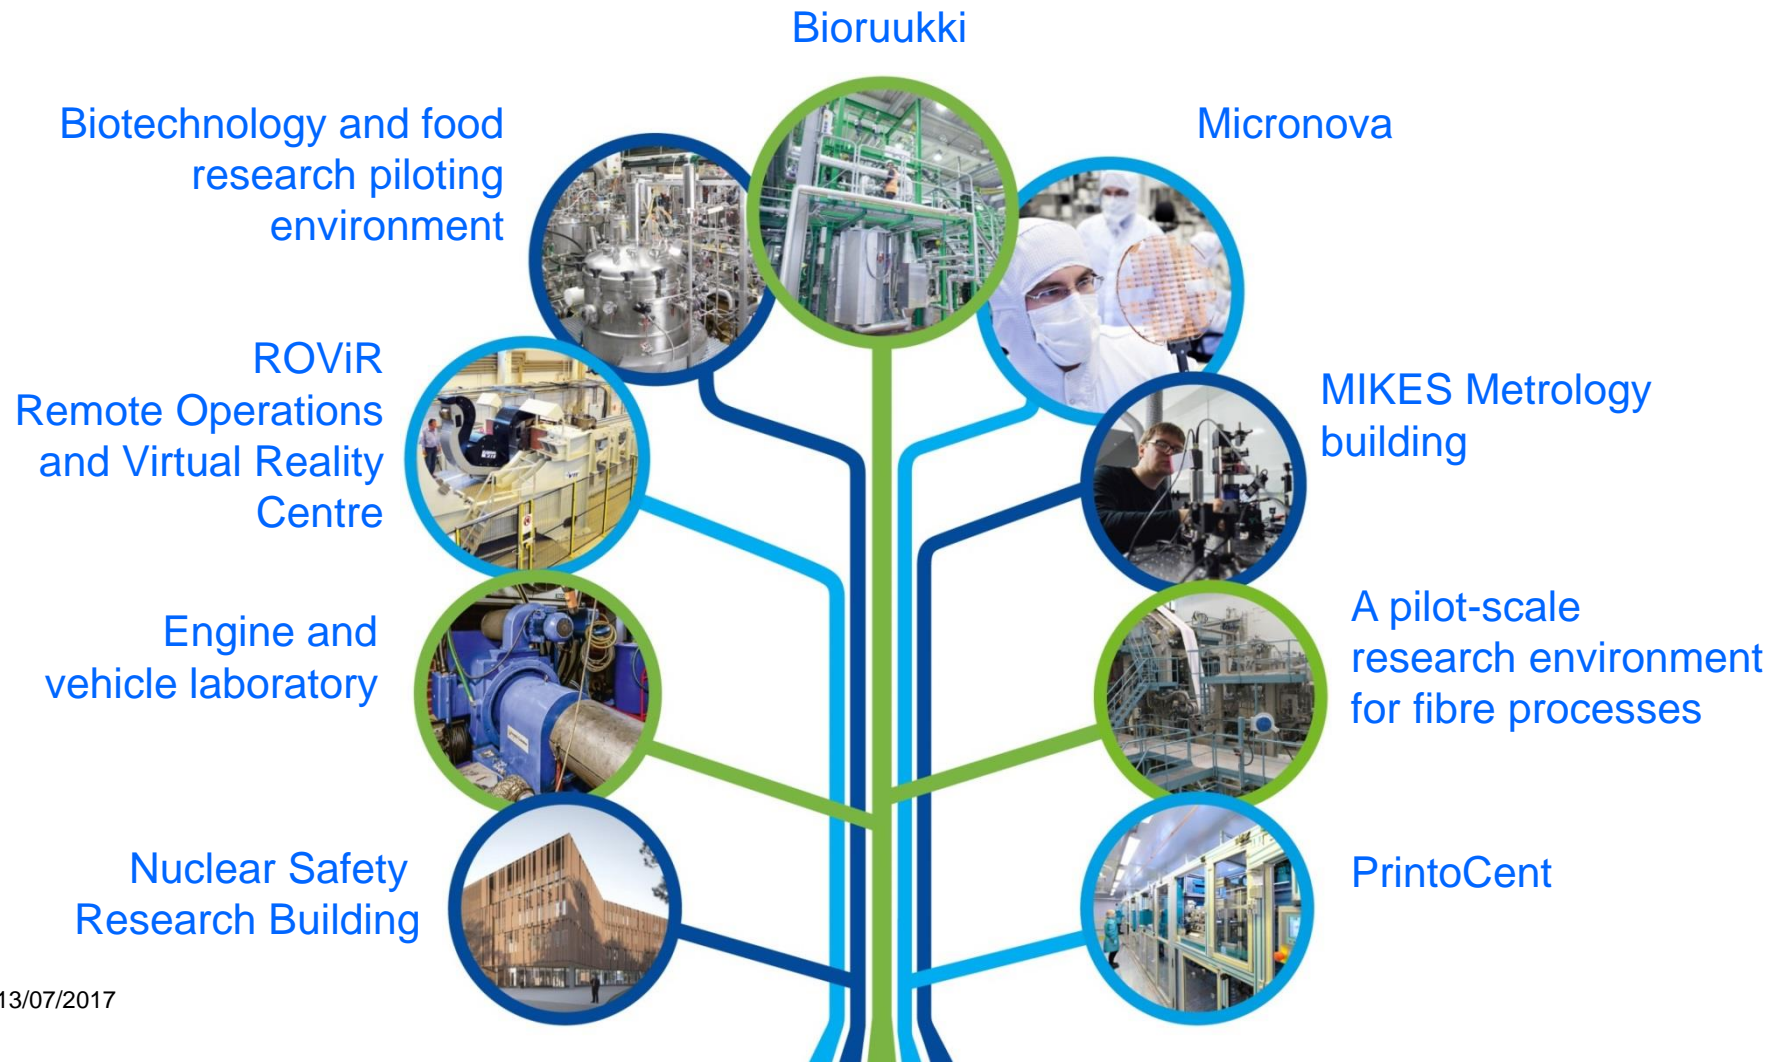 Bioruukki
Biotechnology and food
research piloting
environment
Micronova
ROViR
Remote Operations
and Virtual Reality
Centre
MIKES Metrology
building
Engine and
vehicle laboratory
A pilot-scale
research environment
for fibre processes
Nuclear Safety
Research Building
PrintoCent
13/07/2017